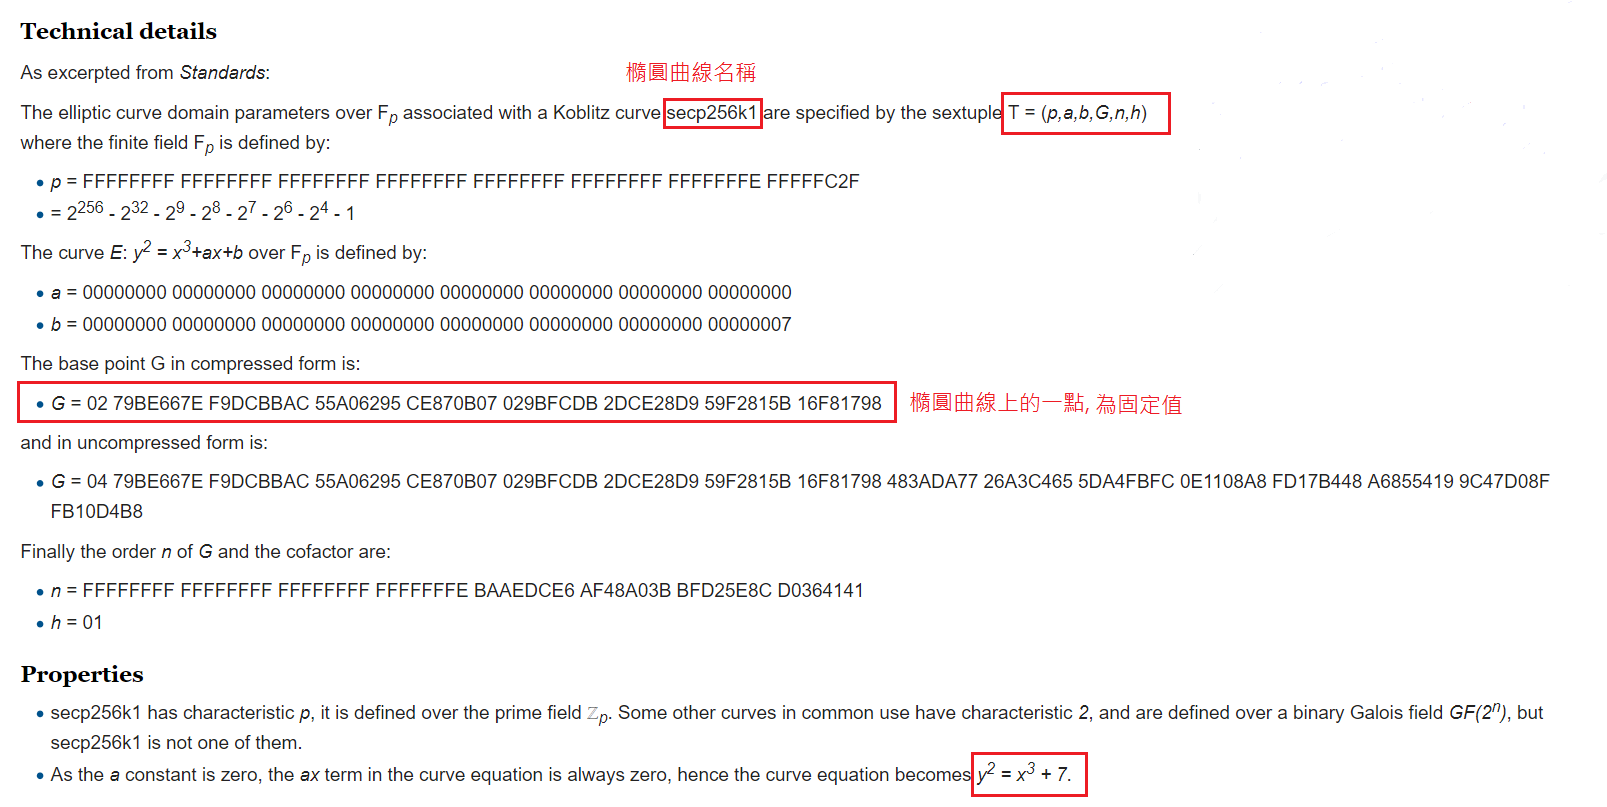 Technical details
As excerpted from Standards:
橢圓曲線名稱
The elliptic curve domain parameters over Fp associated with a Koblitz curve secp256k1 are specified by the sextuple T = (p,a,b,G,n,h)
where the finite field Fp is defined by:
• p = FFFFFFFF FFFFFFFF FFFFFFFF FFFFFFFF FFFFFFFF FFFFFFFF FFFFFFFE FFFFFC2F
• = 2^256 - 2^32 - 2^9 - 2^8 - 2^7 - 2^6 - 2^4 - 1
The curve E: y^2 = x^3+ax+b over Fp is defined by:
• a = 00000000 00000000 00000000 00000000 00000000 00000000 00000000 00000000
• b = 00000000 00000000 00000000 00000000 00000000 00000000 00000000 00000007
The base point G in compressed form is:
• G = 02 79BE667E F9DCBBAC 55A06295 CE870B07 029BFCDB 2DCE28D9 59F2815B 16F81798
橢圓曲線上的一點, 為固定值
and in uncompressed form is:
• G = 04 79BE667E F9DCBBAC 55A06295 CE870B07 029BFCDB 2DCE28D9 59F2815B 16F81798 483ADA77 26A3C465 5DA4FBFC 0E1108A8 FD17B448 A6855419 9C47D08F
FB10D4B8
Finally the order n of G and the cofactor are:
• n = FFFFFFFF FFFFFFFF FFFFFFFF FFFFFFFE BAAEDCE6 AF48A03B BFD25E8C D0364141
• h = 01
Properties
• secp256k1 has characteristic p, it is defined over the prime field ℤp. Some other curves in common use have characteristic 2, and are defined over a binary Galois field GF(2^n), but
secp256k1 is not one of them.
• As the a constant is zero, the ax term in the curve equation is always zero, hence the curve equation becomes y^2 = x^3 + 7.